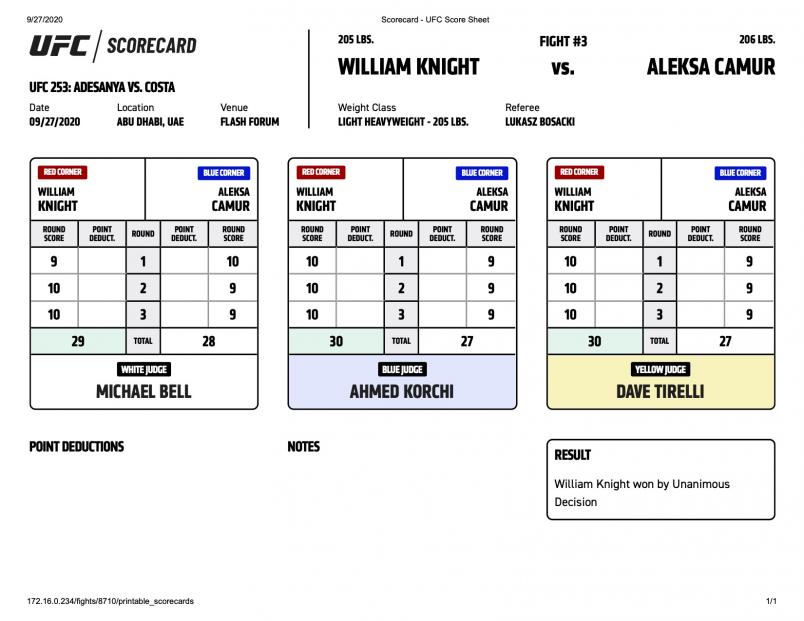 9/27/2020 Scorecard - UFC Score Sheet
UFC / SCORECARD
UFC 253: ADESANYA VS. COSTA
Date Location Venue
09/27/2020 ABU DHABI, UAE FLASH FORUM
205 LBS. FIGHT #3 206 LBS.
WILLIAM KNIGHT VS. ALEKSA CAMUR
Weight Class Referee
LIGHT HEAVYWEIGHT - 205 LBS. LUKASZ BOSACKI
RED CORNER BLUE CORNER
WILLIAM ALEKSA
KNIGHT CAMUR
ROUND POINT ROUND POINT ROUND
SCORE DEDUCT. DEDUCT. SCORE
9 1 10
10 2 9
10 3 9
29 TOTAL 28
WHITE JUDGE
MICHAEL BELL
RED CORNER BLUE CORNER
WILLIAM ALEKSA
KNIGHT CAMUR
ROUND POINT ROUND POINT ROUND
SCORE DEDUCT. DEDUCT. SCORE
10 1 9
10 2 9
10 3 9
30 TOTAL 27
BLUE JUDGE
AHMED KORCHI
RED CORNER BLUE CORNER
WILLIAM ALEKSA
KNIGHT CAMUR
ROUND POINT ROUND POINT ROUND
SCORE DEDUCT. DEDUCT. SCORE
10 1 9
10 2 9
10 3 9
30 TOTAL 27
YELLOW JUDGE
DAVE TIRELLI
POINT DEDUCTIONS
NOTES
RESULT
William Knight won by Unanimous
Decision
172.16.0.234/fights/8710/printable_scorecards 1/1